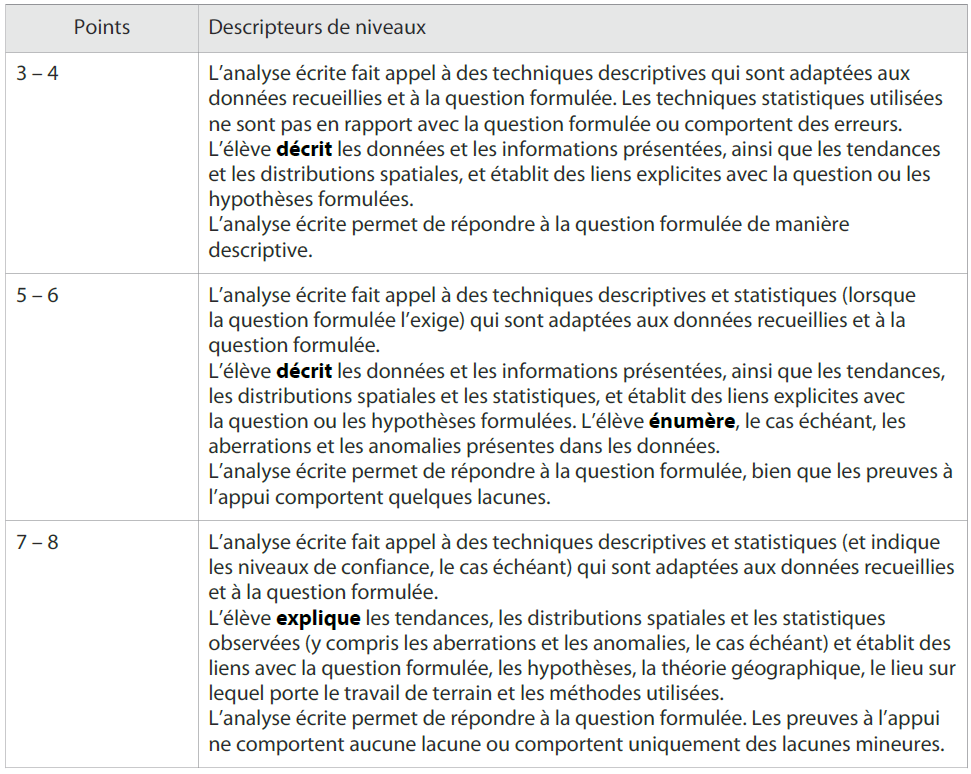 Points Descripteurs de niveaux
3 – 4 L’analyse écrite fait appel à des techniques descriptives qui sont adaptées aux
données recueillies et à la question formulée. Les techniques statistiques utilisées
ne sont pas en rapport avec la question formulée ou comportent des erreurs.
L’élève décrit les données et les informations présentées, ainsi que les tendances
et les distributions spatiales, et établit des liens explicites avec la question ou les
hypothèses formulées.
L’analyse écrite permet de répondre à la question formulée de manière
descriptive.
5 – 6 L’analyse écrite fait appel à des techniques descriptives et statistiques (lorsque
la question formulée l’exige) qui sont adaptées aux données recueillies et à la
question formulée.
L’élève décrit les données et les informations présentées, ainsi que les tendances,
les distributions spatiales et les statistiques, et établit des liens explicites avec
la question ou les hypothèses formulées. L’élève énumère, le cas échéant, les
aberrations et les anomalies présentes dans les données.
L’analyse écrite permet de répondre à la question formulée, bien que les preuves à
l’appui comportent quelques lacunes.
7 – 8 L’analyse écrite fait appel à des techniques descriptives et statistiques (et indique
les niveaux de confiance, le cas échéant) qui sont adaptées aux données recueillies
et à la question formulée.
L’élève explique les tendances, les distributions spatiales et les statistiques
observées (y compris les aberrations et les anomalies, le cas échéant) et établit des
liens avec la question formulée, les hypothèses, la théorie géographique, le lieu sur
lequel porte le travail de terrain et les méthodes utilisées.
L’analyse écrite permet de répondre à la question formulée. Les preuves à l’appui
ne comportent aucune lacune ou comportent uniquement des lacunes mineures.